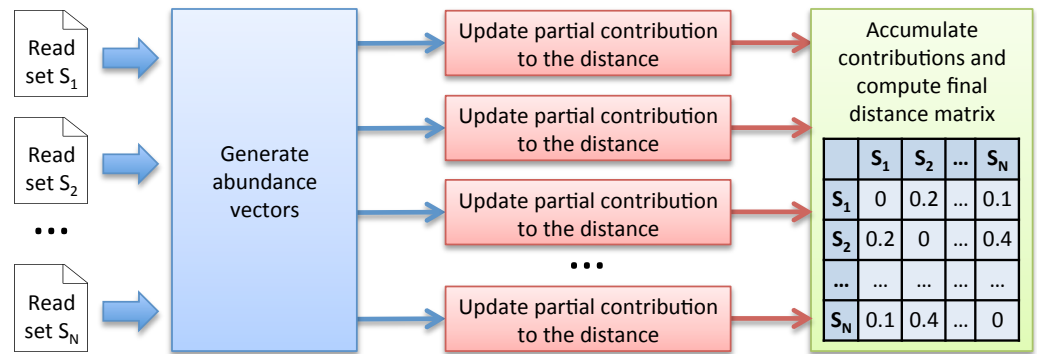 Read
set S₁
Read
set S₂
...
Read
set S_N
Generate
abundance
vectors
Update partial contribution
to the distance
Update partial contribution
to the distance
Update partial contribution
to the distance
...
Update partial contribution
to the distance
Accumulate
contributions and
compute final
distance matrix
S₁ S₂ ... S_N
S₁ 0 0.2 ... 0.1
S₂ 0.2 0 ... 0.4
... ... ... ... ...
S_N 0.1 0.4 ... 0